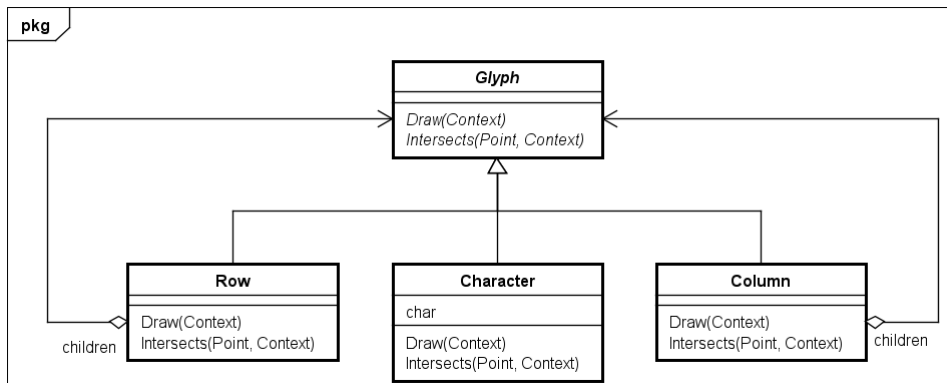 pkg
Glyph
Draw(Context)
Intersects(Point, Context)
Row
Draw(Context)
Intersects(Point, Context)
children
Character
char
Draw(Context)
Intersects(Point, Context)
Column
Draw(Context)
Intersects(Point, Context)
children